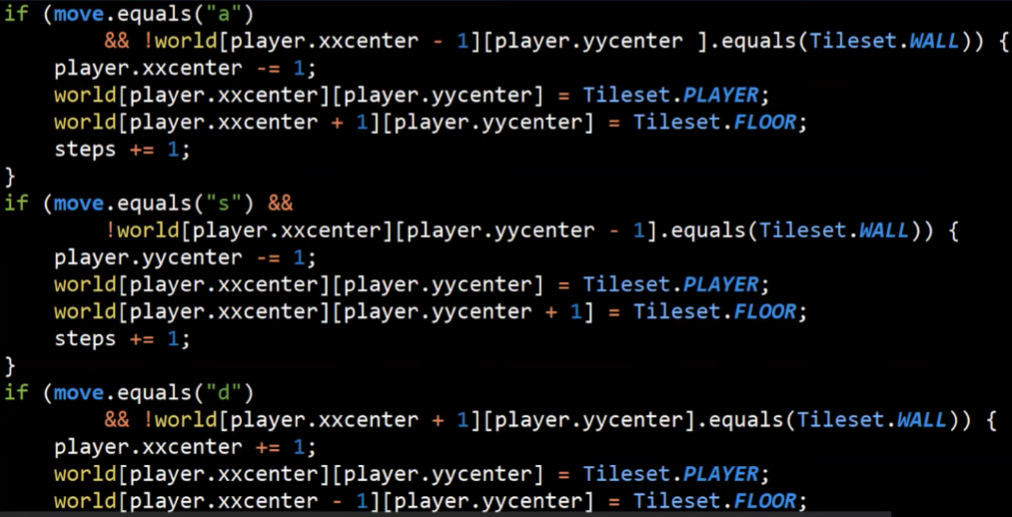 if (move.equals("a")
        && !world[player.xxcenter - 1][player.yycenter ].equals(Tileset.WALL)) {
    player.xxcenter -= 1;
    world[player.xxcenter][player.yycenter] = Tileset.PLAYER;
    world[player.xxcenter + 1][player.yycenter] = Tileset.FLOOR;
    steps += 1;
}
if (move.equals("s") &&
        !world[player.xxcenter][player.yycenter - 1].equals(Tileset.WALL)) {
    player.yycenter -= 1;
    world[player.xxcenter][player.yycenter] = Tileset.PLAYER;
    world[player.xxcenter][player.yycenter + 1] = Tileset.FLOOR;
    steps += 1;
}
if (move.equals("d")
        && !world[player.xxcenter + 1][player.yycenter].equals(Tileset.WALL)) {
    player.xxcenter += 1;
    world[player.xxcenter][player.yycenter] = Tileset.PLAYER;
    world[player.xxcenter - 1][player.yycenter] = Tileset.FLOOR;